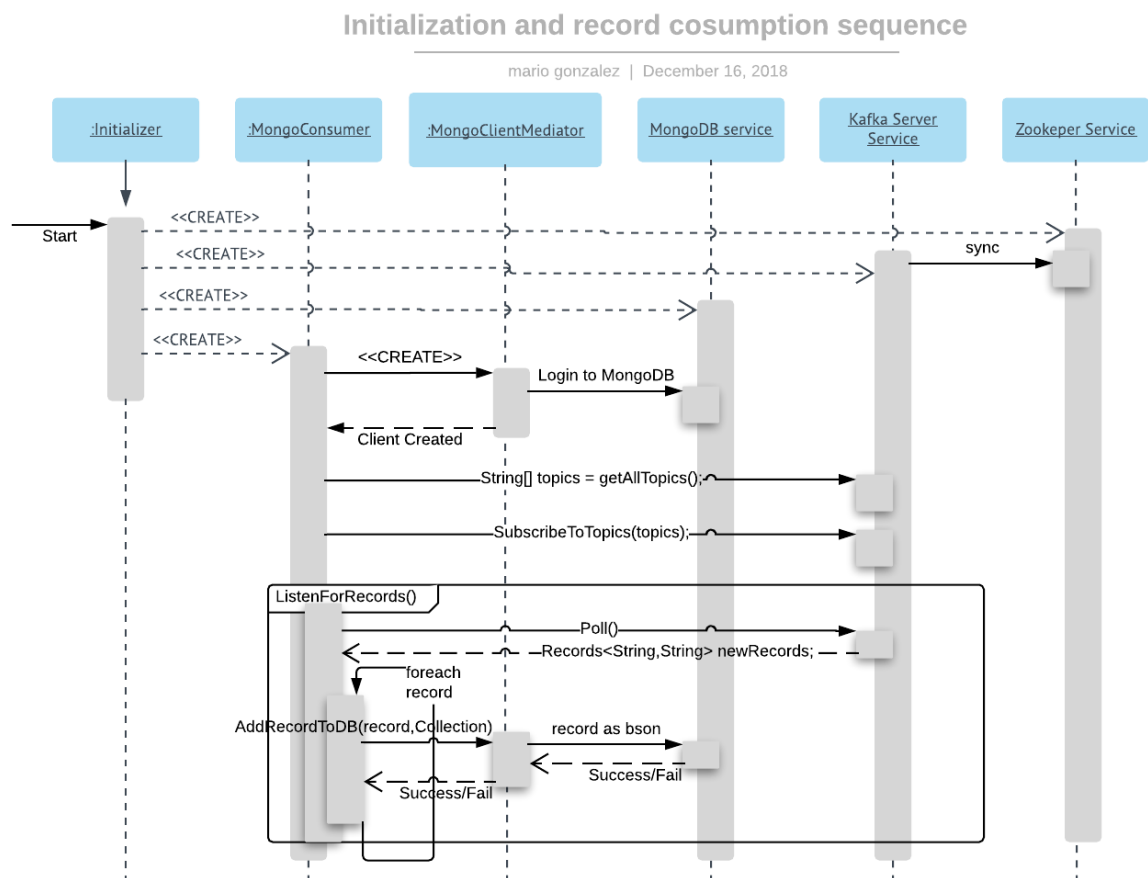 Initialization and record cosumption sequence
mario gonzalez | December 16, 2018
:Initializer
:MongoConsumer
:MongoClientMediator
MongoDB service
Kafka Server
Service
Zookeper Service
<<CREATE>>
Start
sync
<<CREATE>>
<<CREATE>>
<<CREATE>>
<<CREATE>>
Login to MongoDB
Client Created
String[] topics = getAllTopics();
SubscribeToTopics(topics);
ListenForRecords()
Poll()
Records<String,String> newRecords;
foreach
record
AddRecordToDB(record,Collection)
record as bson
Success/Fail
Success/Fail